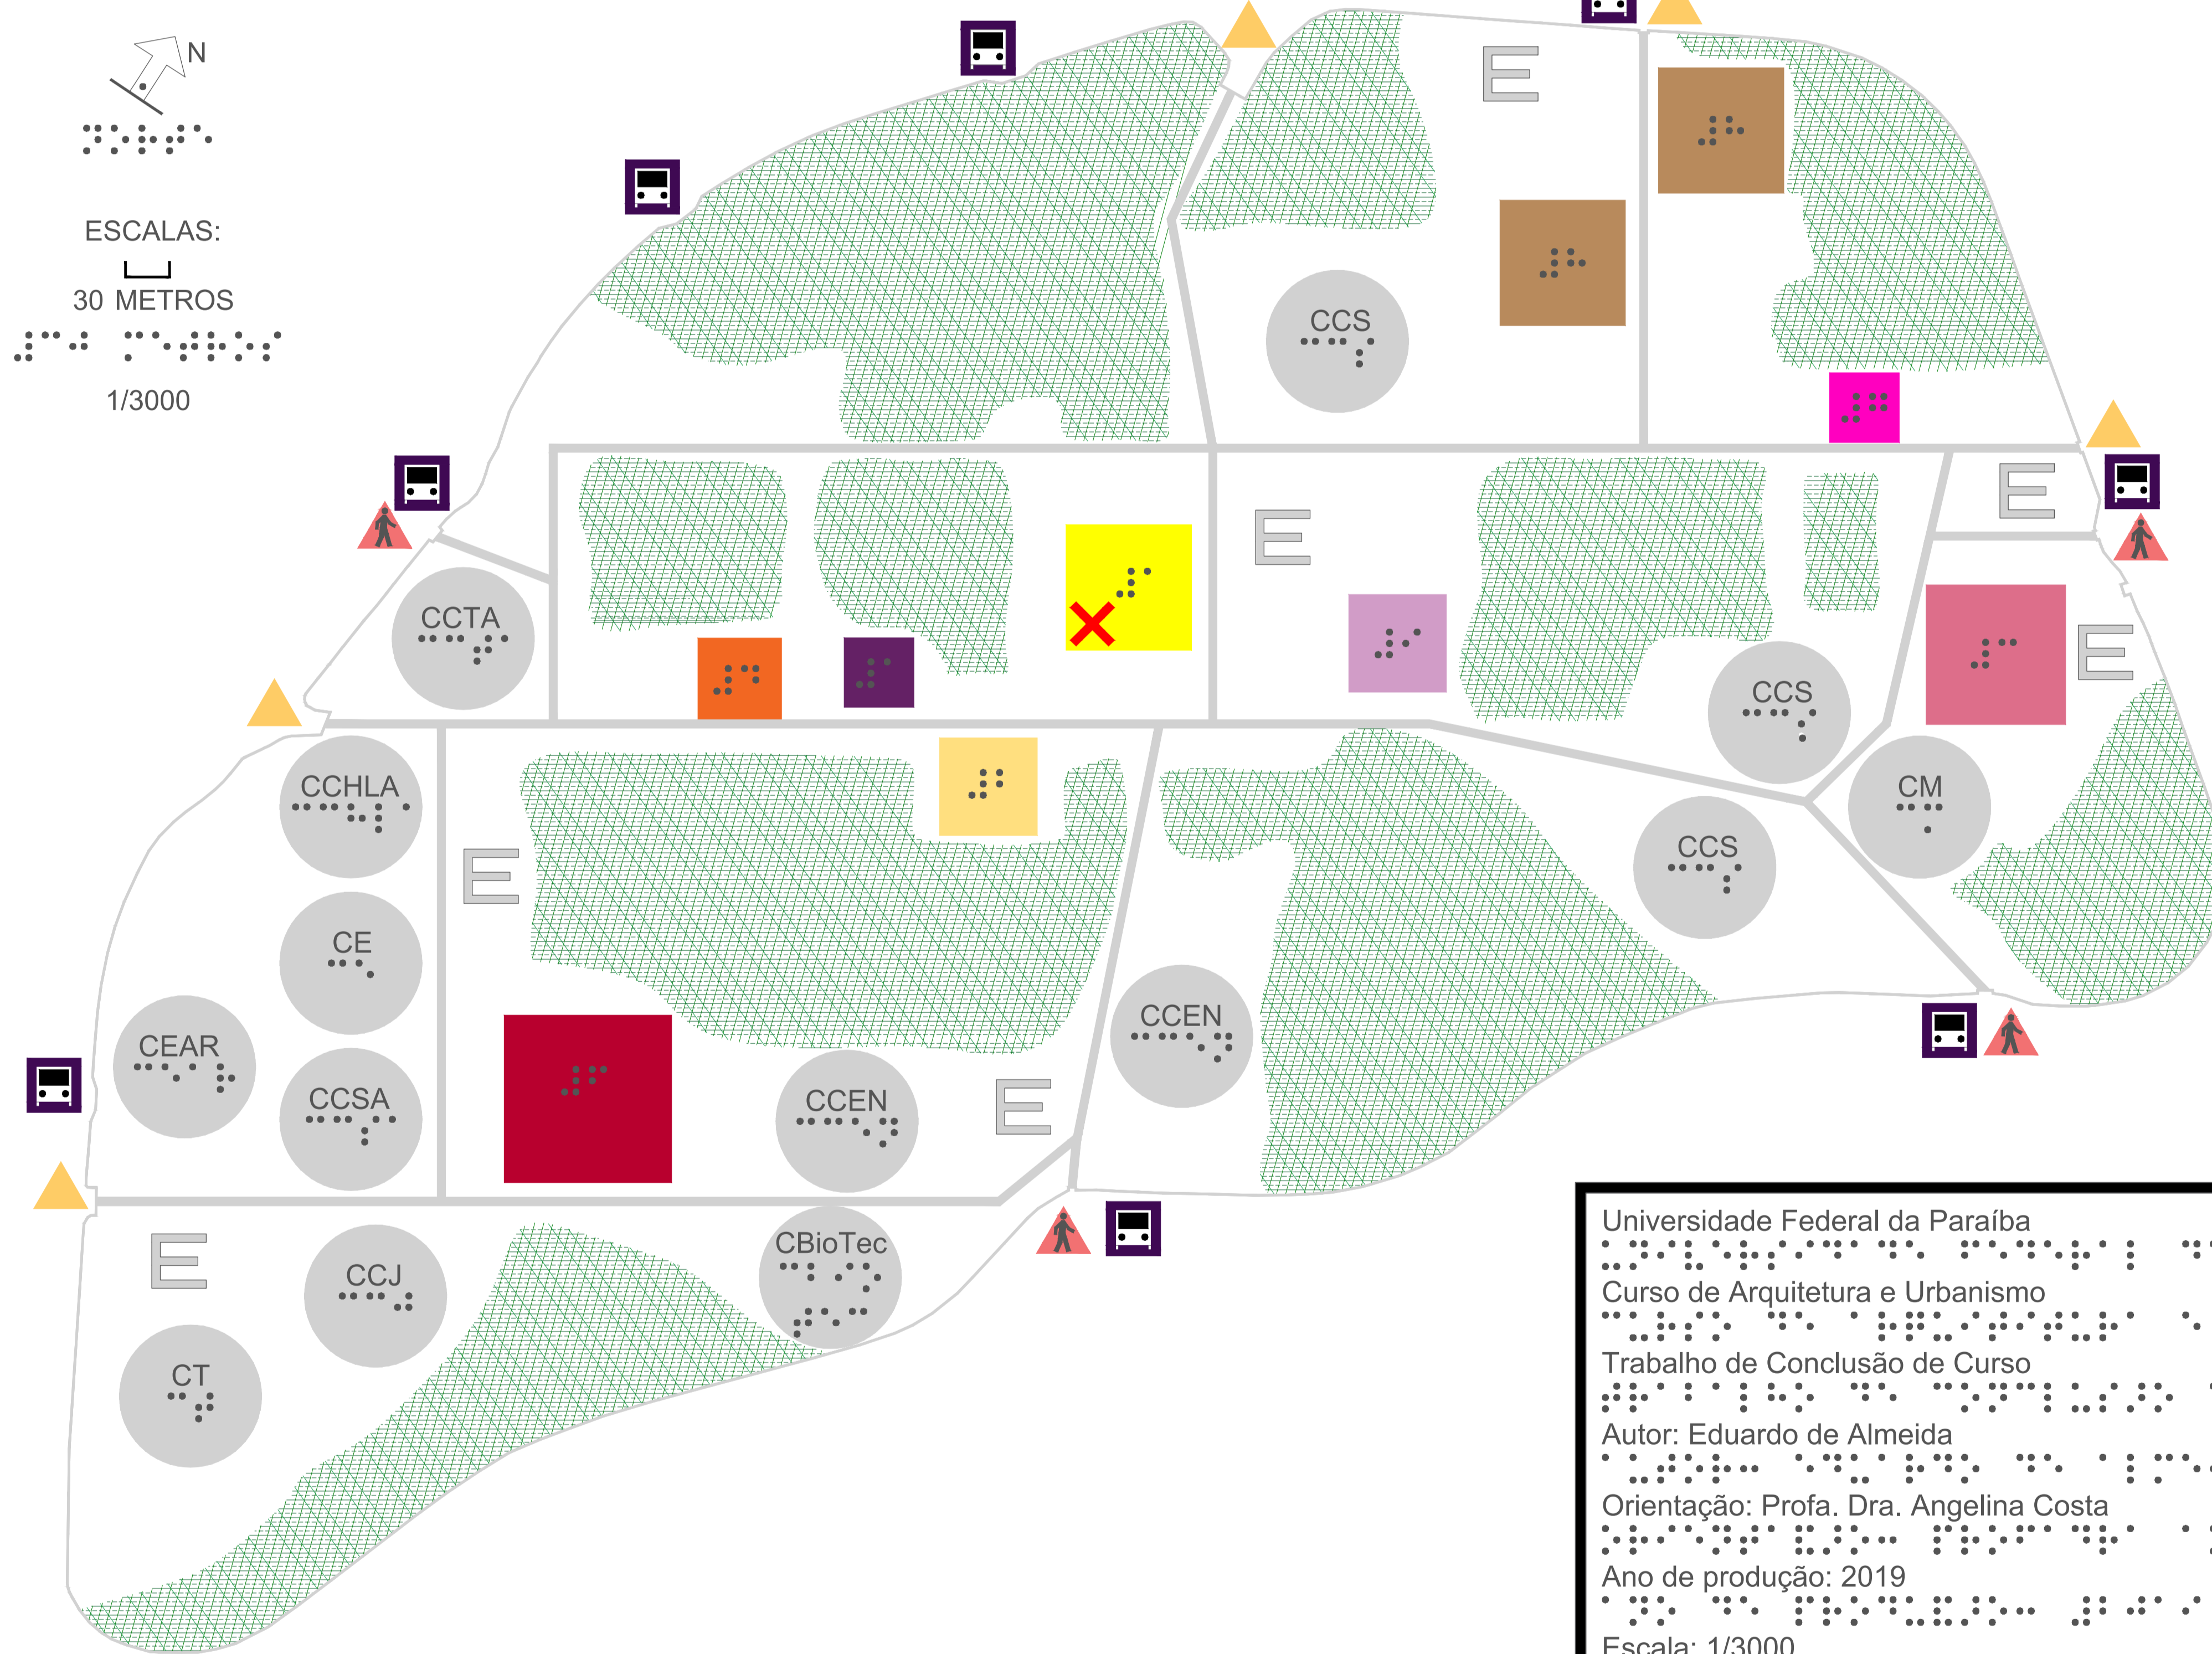 N
ESCALAS:
30 METROS
1/3000
E
CCS
E
E
CCTA
E
CCS
CM
CCHLA
E
CCS
CE
CEAR
CCSA
CCEN
E
CCEN
E
CCJ
CBioTec
CT
Universidade Federal da Paraíba
Curso de Arquitetura e Urbanismo
Trabalho de Conclusão de Curso
Autor: Eduardo de Almeida
Orientação: Profa. Dra. Angelina Costa
Ano de produção: 2019
Escala: 1/3000